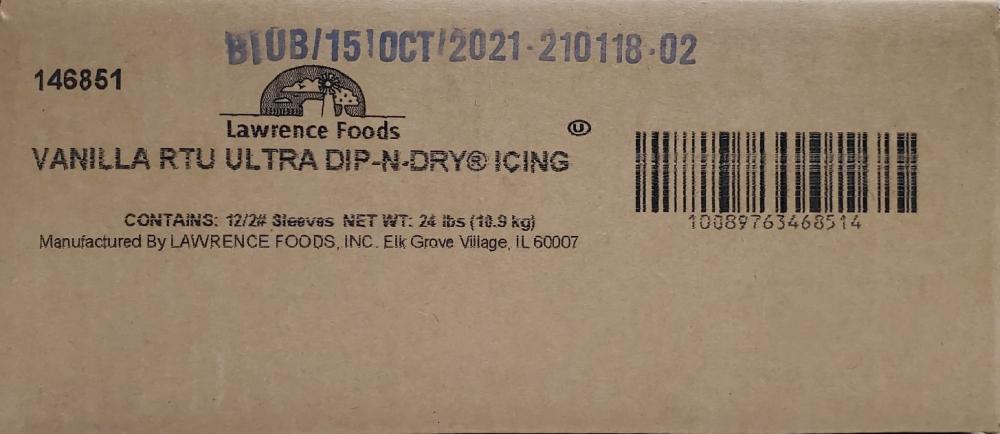 BIUB/15 OCT/2021-210118-02
146851
Lawrence Foods
U
VANILLA RTU ULTRA DIP-N-DRY® ICING
10089763468514
CONTAINS: 12/2# Sleeves NET WT: 24 lbs (10.9 kg)
Manufactured By LAWRENCE FOODS, INC. Elk Grove Village, IL 60007